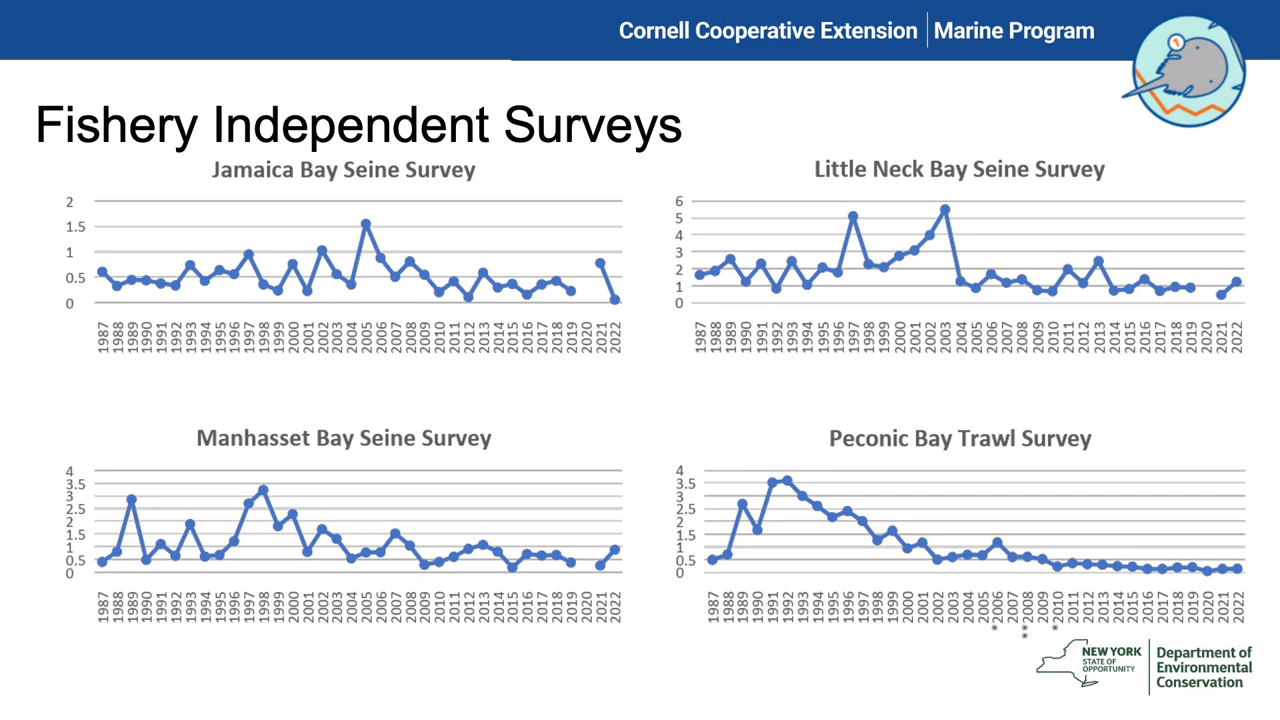 Cornell Cooperative Extension | Marine Program
Fishery Independent Surveys
Jamaica Bay Seine Survey
2
1.5
1
0.5
0
1987 1988 1989 1990 1991 1992 1993 1994 1995 1996 1997 1998 1999 2000 2001 2002 2003 2004 2005 2006 2007 2008 2009 2010 2011 2012 2013 2014 2015 2016 2017 2018 2019 2020 2021 2022
Little Neck Bay Seine Survey
6
5
4
3
2
1
0
1987 1988 1989 1990 1991 1992 1993 1994 1995 1996 1997 1998 1999 2000 2001 2002 2003 2004 2005 2006 2007 2008 2009 2010 2011 2012 2013 2014 2015 2016 2017 2018 2019 2020 2021 2022
Manhasset Bay Seine Survey
4
3.5
3
2.5
2
1.5
1
0.5
0
1987 1988 1989 1990 1991 1992 1993 1994 1995 1996 1997 1998 1999 2000 2001 2002 2003 2004 2005 2006 2007 2008 2009 2010 2011 2012 2013 2014 2015 2016 2017 2018 2019 2020 2021 2022
Peconic Bay Trawl Survey
4
3.5
3
2.5
2
1.5
1
0.5
0
1987 1988 1989 1990 1991 1992 1993 1994 1995 1996 1997 1998 1999 2000 2001 2002 2003 2004 2005 *2006 2007 **2008 2009 *2010 2011 2012 2013 2014 2015 2016 2017 2018 2019 2020 2021 2022
NEW YORK
STATE OF
OPPORTUNITY
Department of
Environmental
Conservation